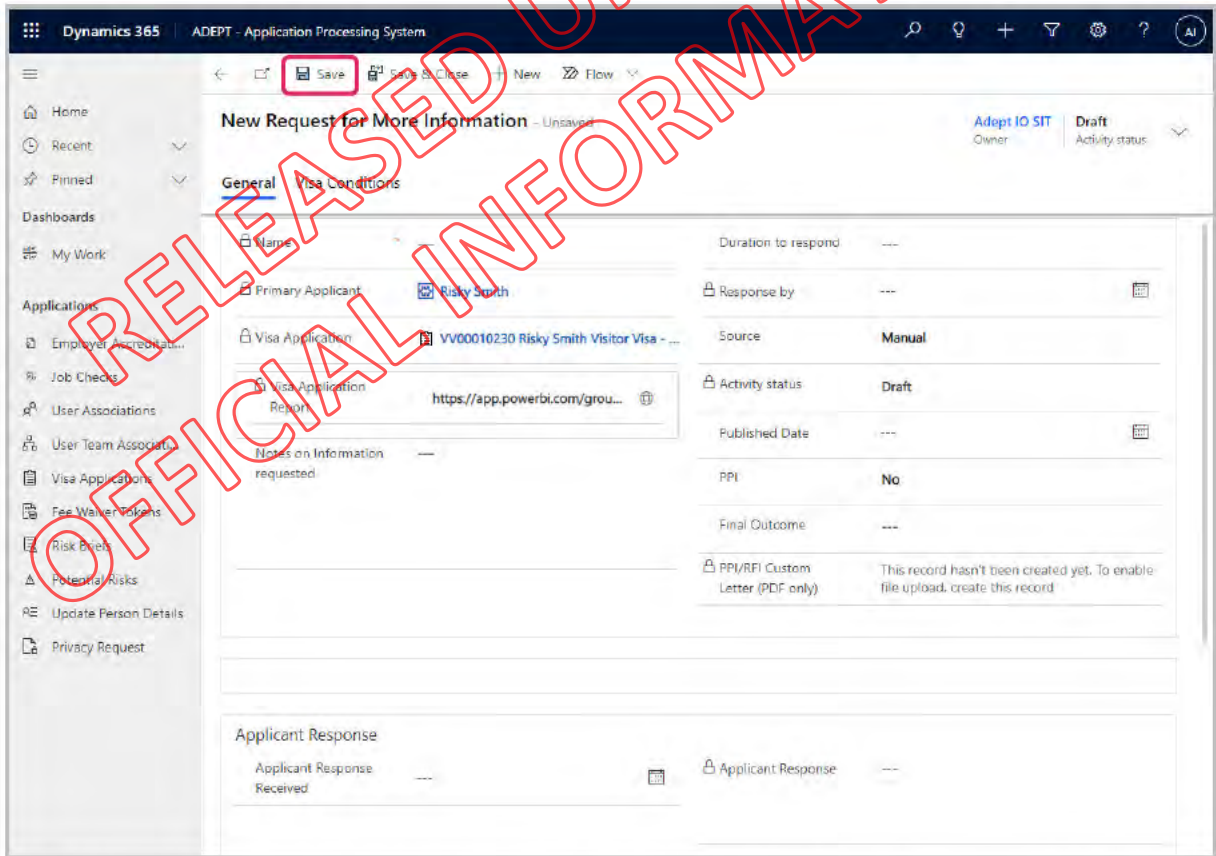 Dynamics 365 ADEPT - Application Processing System ? AI
Save Save & Close + New Flow
Home
Recent
Pinned
Dashboards
My Work
Applications
Employer Accreditati...
Job Checks
User Associations
User Team Associati...
Visa Applications
Fee Waiver Tokens
Risk Briefs
Potential Risks
Update Person Details
Privacy Request
New Request for More Information - Unsaved
Adept IO SIT
Owner
Draft
Activity status
General Visa Conditions
Name ---
Primary Applicant Risky Smith
Visa Application VV00010230 Risky Smith Visitor Visa - ...
Visa Application
Report
https://app.powerbi.com/grou...
Notes on Information
requested
---
Duration to respond ---
Response by ---
Source Manual
Activity status Draft
Published Date ---
PPI No
Final Outcome ---
PPI/RFI Custom
Letter (PDF only)
This record hasn't been created yet. To enable
file upload, create this record
Applicant Response
Applicant Response
Received
---
Applicant Response ---
RELEASED
OFFICIAL INFORMA